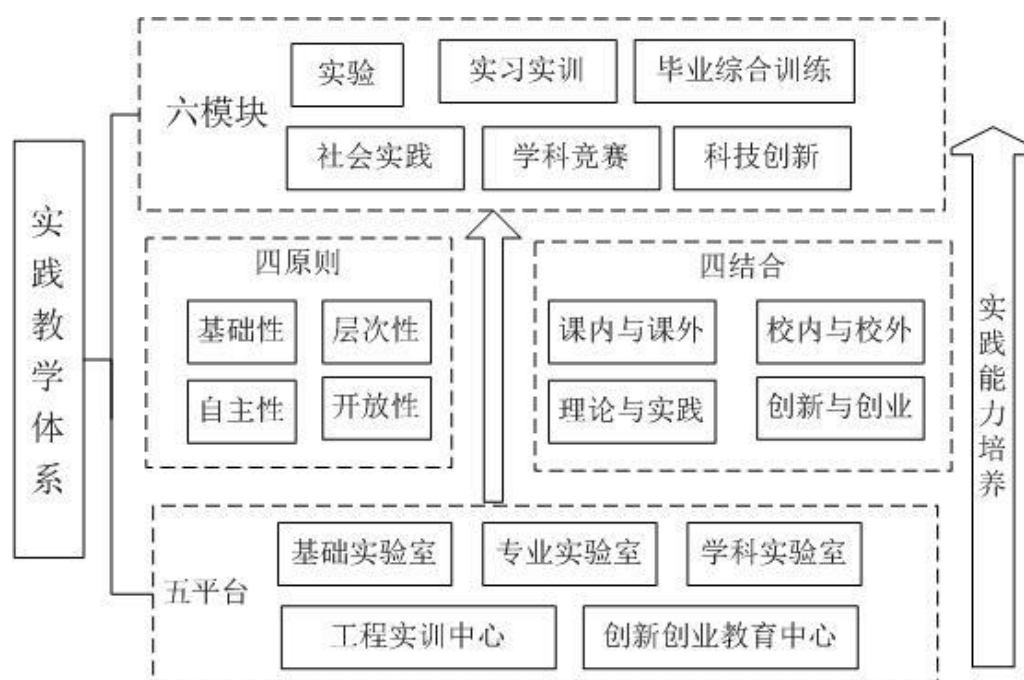 实践教学体系
六模块
实验
实习实训
毕业综合训练
社会实践
学科竞赛
科技创新
四原则
基础性
层次性
自主性
开放性
四结合
课内与课外
校内与校外
理论与实践
创新与创业
五平台
基础实验室
专业实验室
学科实验室
工程实训中心
创新创业教育中心
实践能力培养